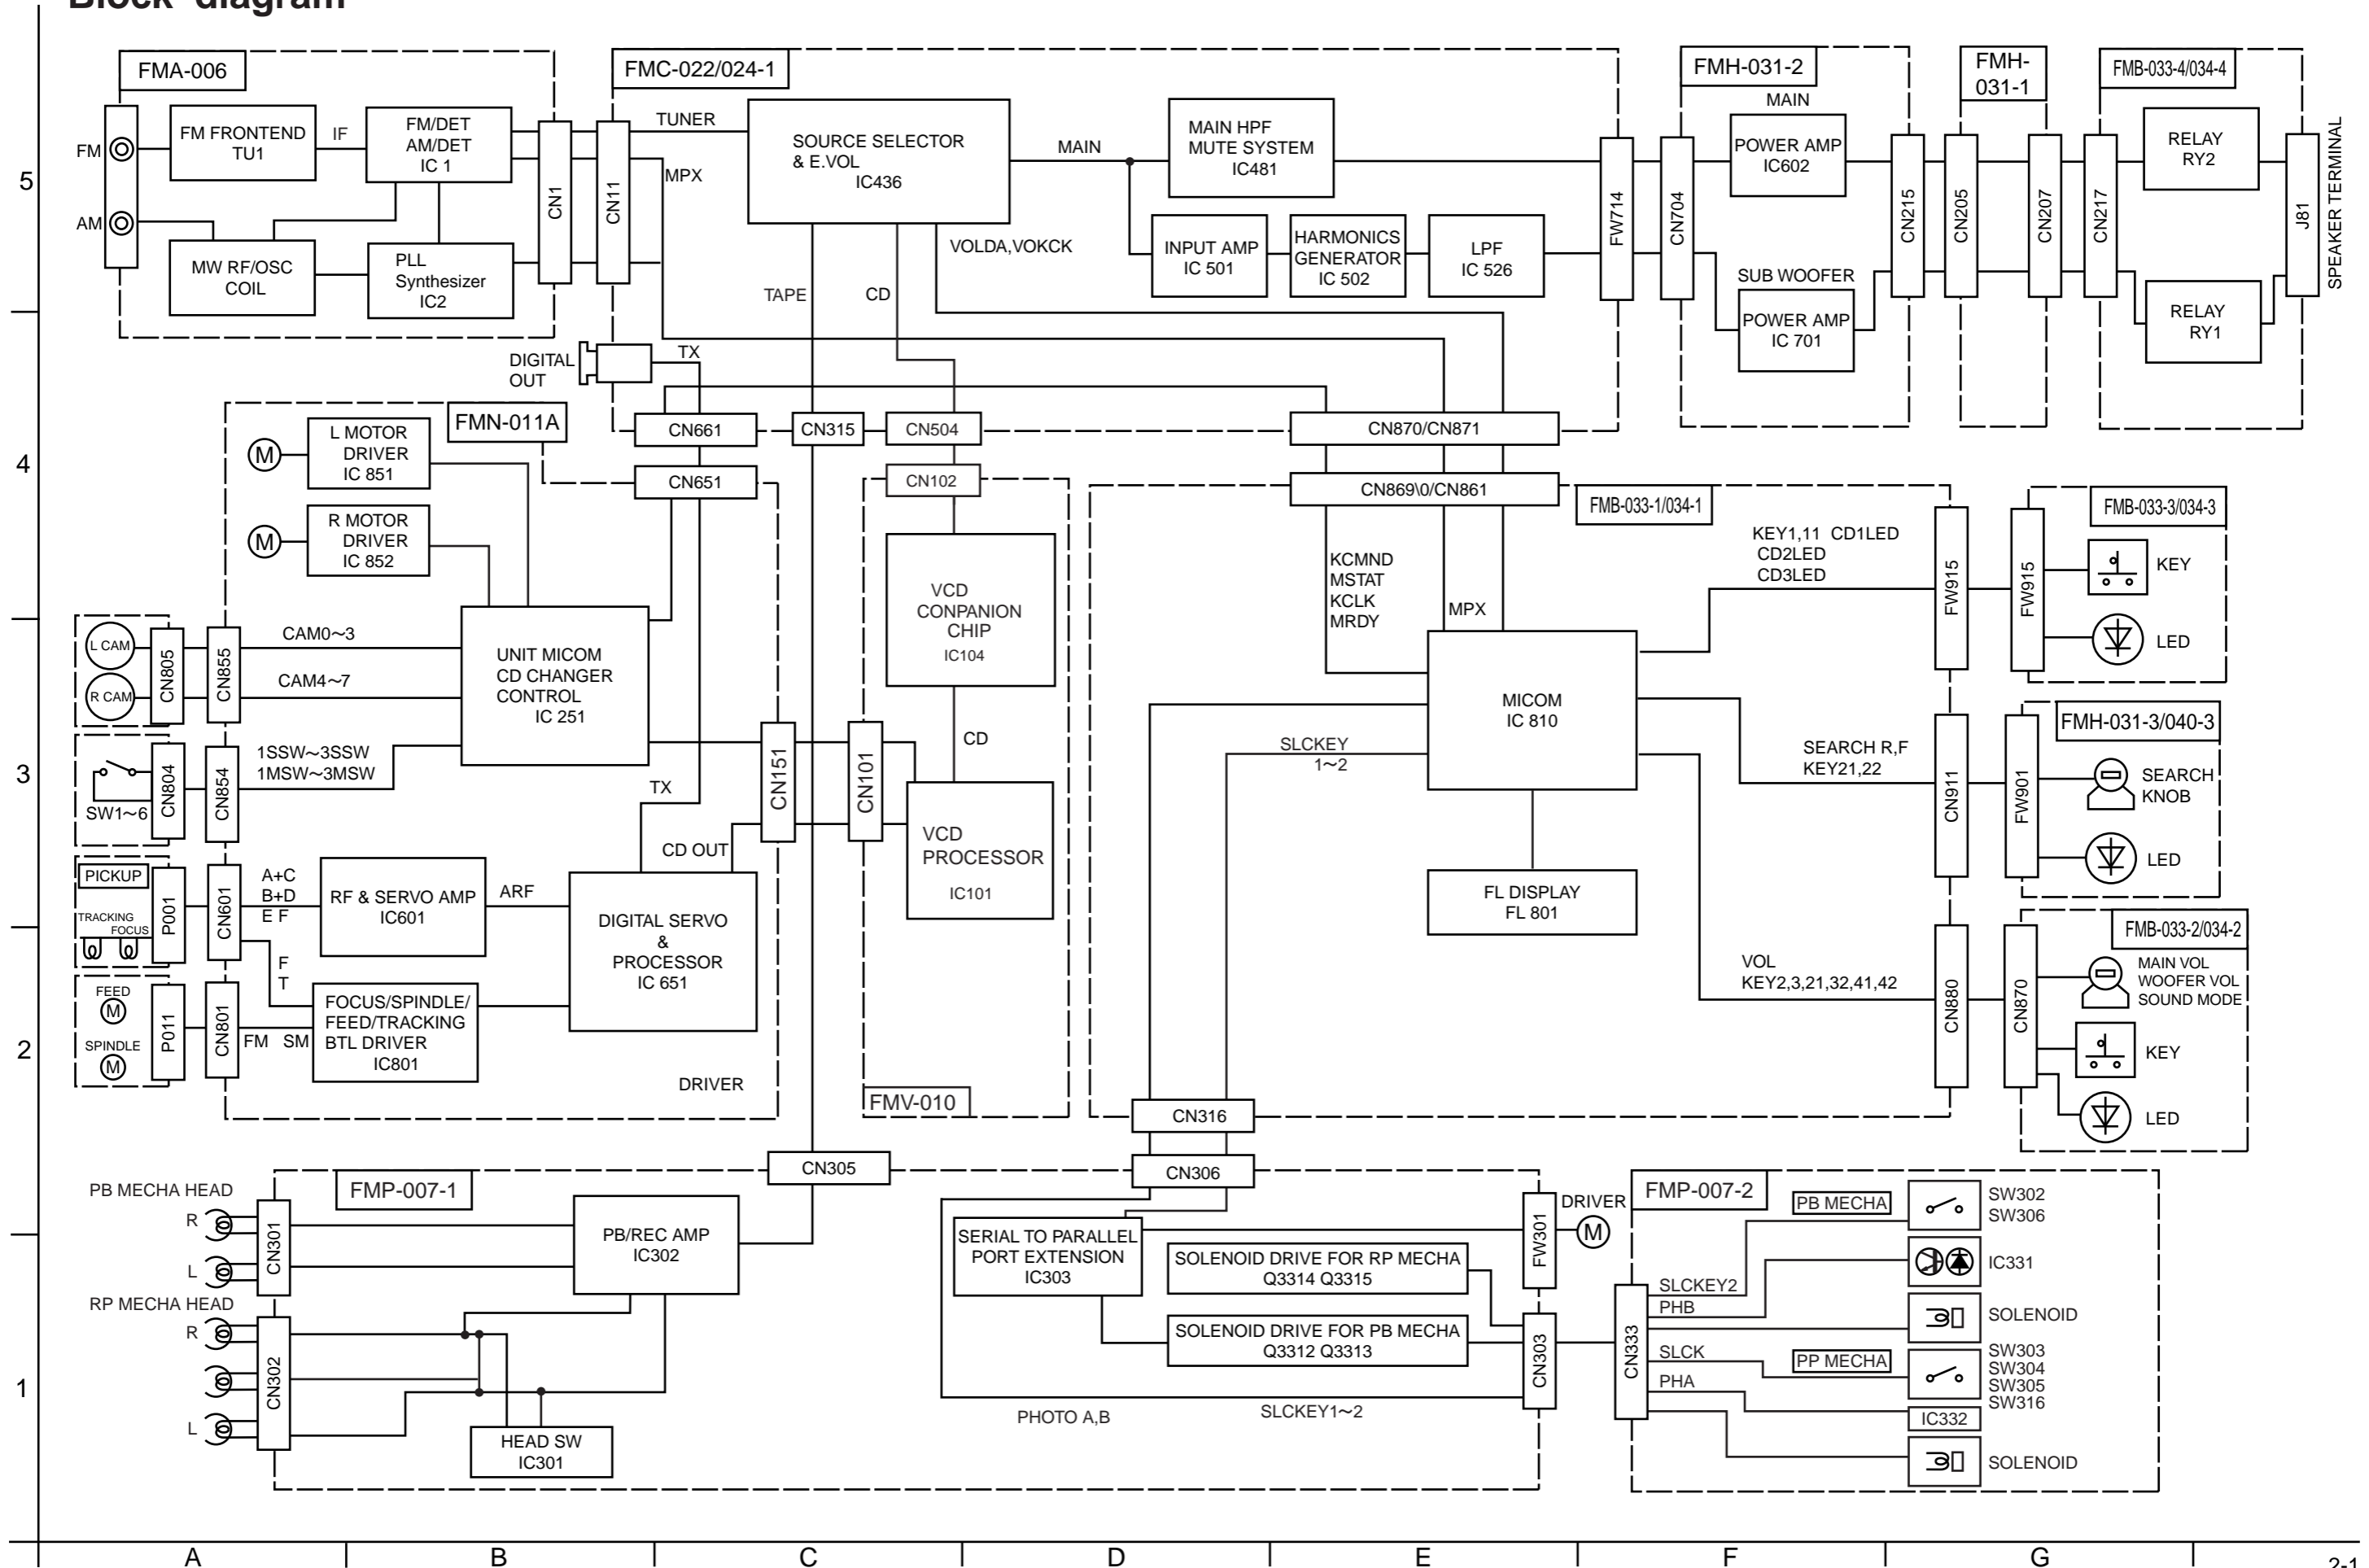 Block diagram
FMA-006
FM
AM
FM FRONTEND
TU1
IF
FM/DET
AM/DET
IC 1
MW RF/OSC
COIL
PLL
Synthesizer
IC2
CN1
CN11
FMC-022/024-1
TUNER
MPX
SOURCE SELECTOR
& E.VOL
IC436
MAIN
MAIN HPF
MUTE SYSTEM
IC481
INPUT AMP
IC 501
HARMONICS
GENERATOR
IC 502
LPF
IC 526
VOLDA,VOKCK
TAPE
CD
FW714
FMH-031-2
MAIN
CN704
POWER AMP
IC602
SUB WOOFER
POWER AMP
IC 701
CN215
FMH-
031-1
CN205
CN207
FMB-033-4/034-4
CN217
RELAY
RY2
RELAY
RY1
J81
SPEAKER TERMINAL
5
DIGITAL
OUT
TX
CN661
CN315
CN504
CN870/CN871
4
FMN-011A
M
L MOTOR
DRIVER
IC 851
M
R MOTOR
DRIVER
IC 852
CN651
CN102
CN869\0/CN861
FMB-033-1/034-1
VCD
CONPANION
CHIP
IC104
KCMND
MSTAT
KCLK
MRDY
MPX
KEY1,11 CD1LED
CD2LED
CD3LED
FW915
FW915
FMB-033-3/034-3
KEY
LED
L CAM
R CAM
CN805
CN855
CAM0~3
CAM4~7
UNIT MICOM
CD CHANGER
CONTROL
IC 251
3
SW1~6
CN804
CN854
1SSW~3SSW
1MSW~3MSW
TX
CD OUT
CN151
CN101
CD
VCD
PROCESSOR
IC101
SLCKEY
1~2
MICOM
IC 810
FL DISPLAY
FL 801
SEARCH R,F
KEY21,22
CN911
FW901
FMH-031-3/040-3
SEARCH
KNOB
LED
PICKUP
TRACKING
FOCUS
P001
CN601
A+C
B+D
E F
F
T
RF & SERVO AMP
IC601
ARF
DIGITAL SERVO
&
PROCESSOR
IC 651
2
FEED
M
SPINDLE
M
P011
CN801
FM SM
FOCUS/SPINDLE/
FEED/TRACKING
BTL DRIVER
IC801
DRIVER
FMV-010
VOL
KEY2,3,21,32,41,42
CN880
CN870
FMB-033-2/034-2
MAIN VOL
WOOFER VOL
SOUND MODE
KEY
LED
CN316
CN305
CN306
FMP-007-1
PB MECHA HEAD
R
L
CN301
RP MECHA HEAD
R
L
CN302
PB/REC AMP
IC302
HEAD SW
IC301
1
SERIAL TO PARALLEL
PORT EXTENSION
IC303
SOLENOID DRIVE FOR RP MECHA
Q3314 Q3315
SOLENOID DRIVE FOR PB MECHA
Q3312 Q3313
PHOTO A,B
SLCKEY1~2
FW301
CN303
DRIVER
M
FMP-007-2
CN333
SLCKEY2
PHB
SLCK
PHA
PB MECHA
PP MECHA
SW302
SW306
IC331
SOLENOID
SW303
SW304
SW305
SW316
IC332
SOLENOID
A
B
C
D
E
F
G
2-1